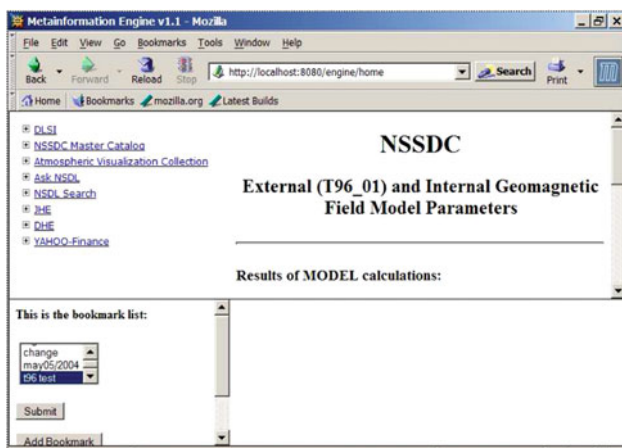 Metainformation Engine v1.1 - Mozilla
File Edit View Go Bookmarks Tools Window Help
Back Forward Reload Stop http://localhost:8080/engine/home Search Print
Home Bookmarks mozilla.org Latest Builds
DLSI
NSSDC Master Catalog
Atmospheric Visualization Collection
Ask NSDL
NSDL Search
JHE
DHE
YAHOO-Finance
NSSDC
External (T96_01) and Internal Geomagnetic
Field Model Parameters
Results of MODEL calculations:
This is the bookmark list:
change
may05/2004
t96 test
Submit
Add Bookmark